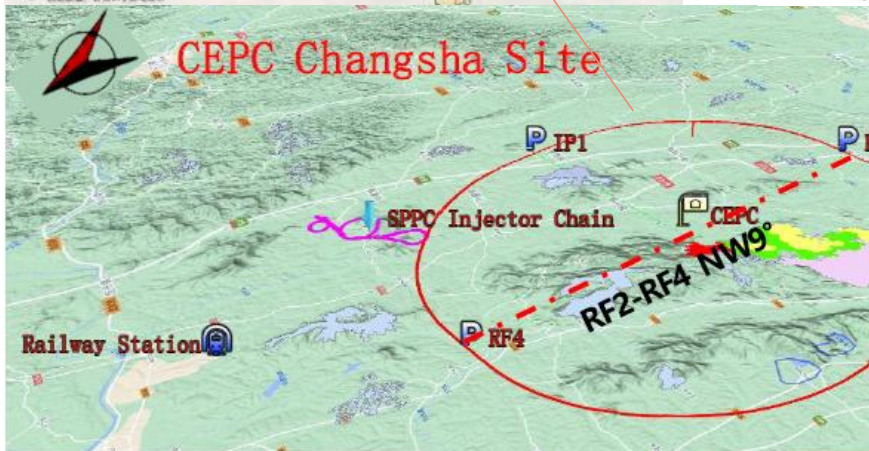 CEPC Changsha Site
P IP1
P
SPPC Injector Chain
CEPC
RF2-RF4 NW9°
P RF4
Railway Station